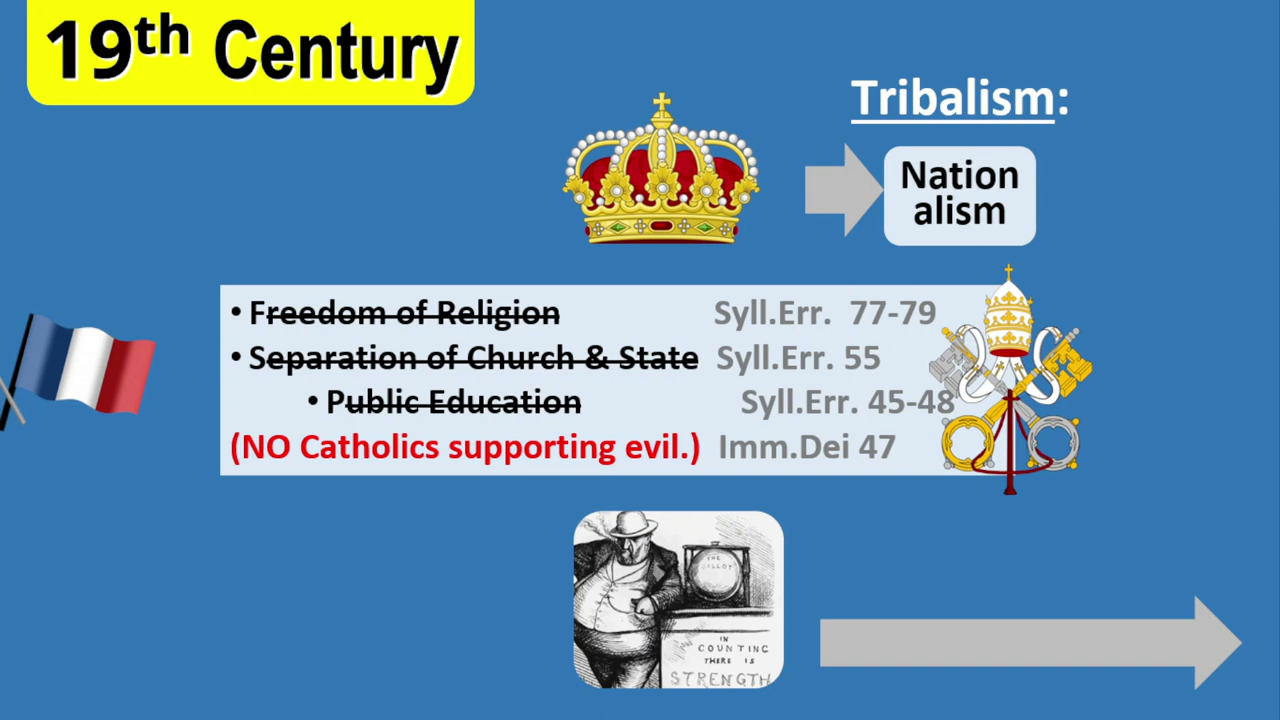 19th Century
Tribalism:
Nation
alism
• Freedom of Religion Syll.Err. 77-79
• Separation of Church & State Syll.Err. 55
• Public Education Syll.Err. 45-48
(NO Catholics supporting evil.) Imm.Dei 47
THE
BALLOT
IN
COUNTING
THERE IS
STRENGTH